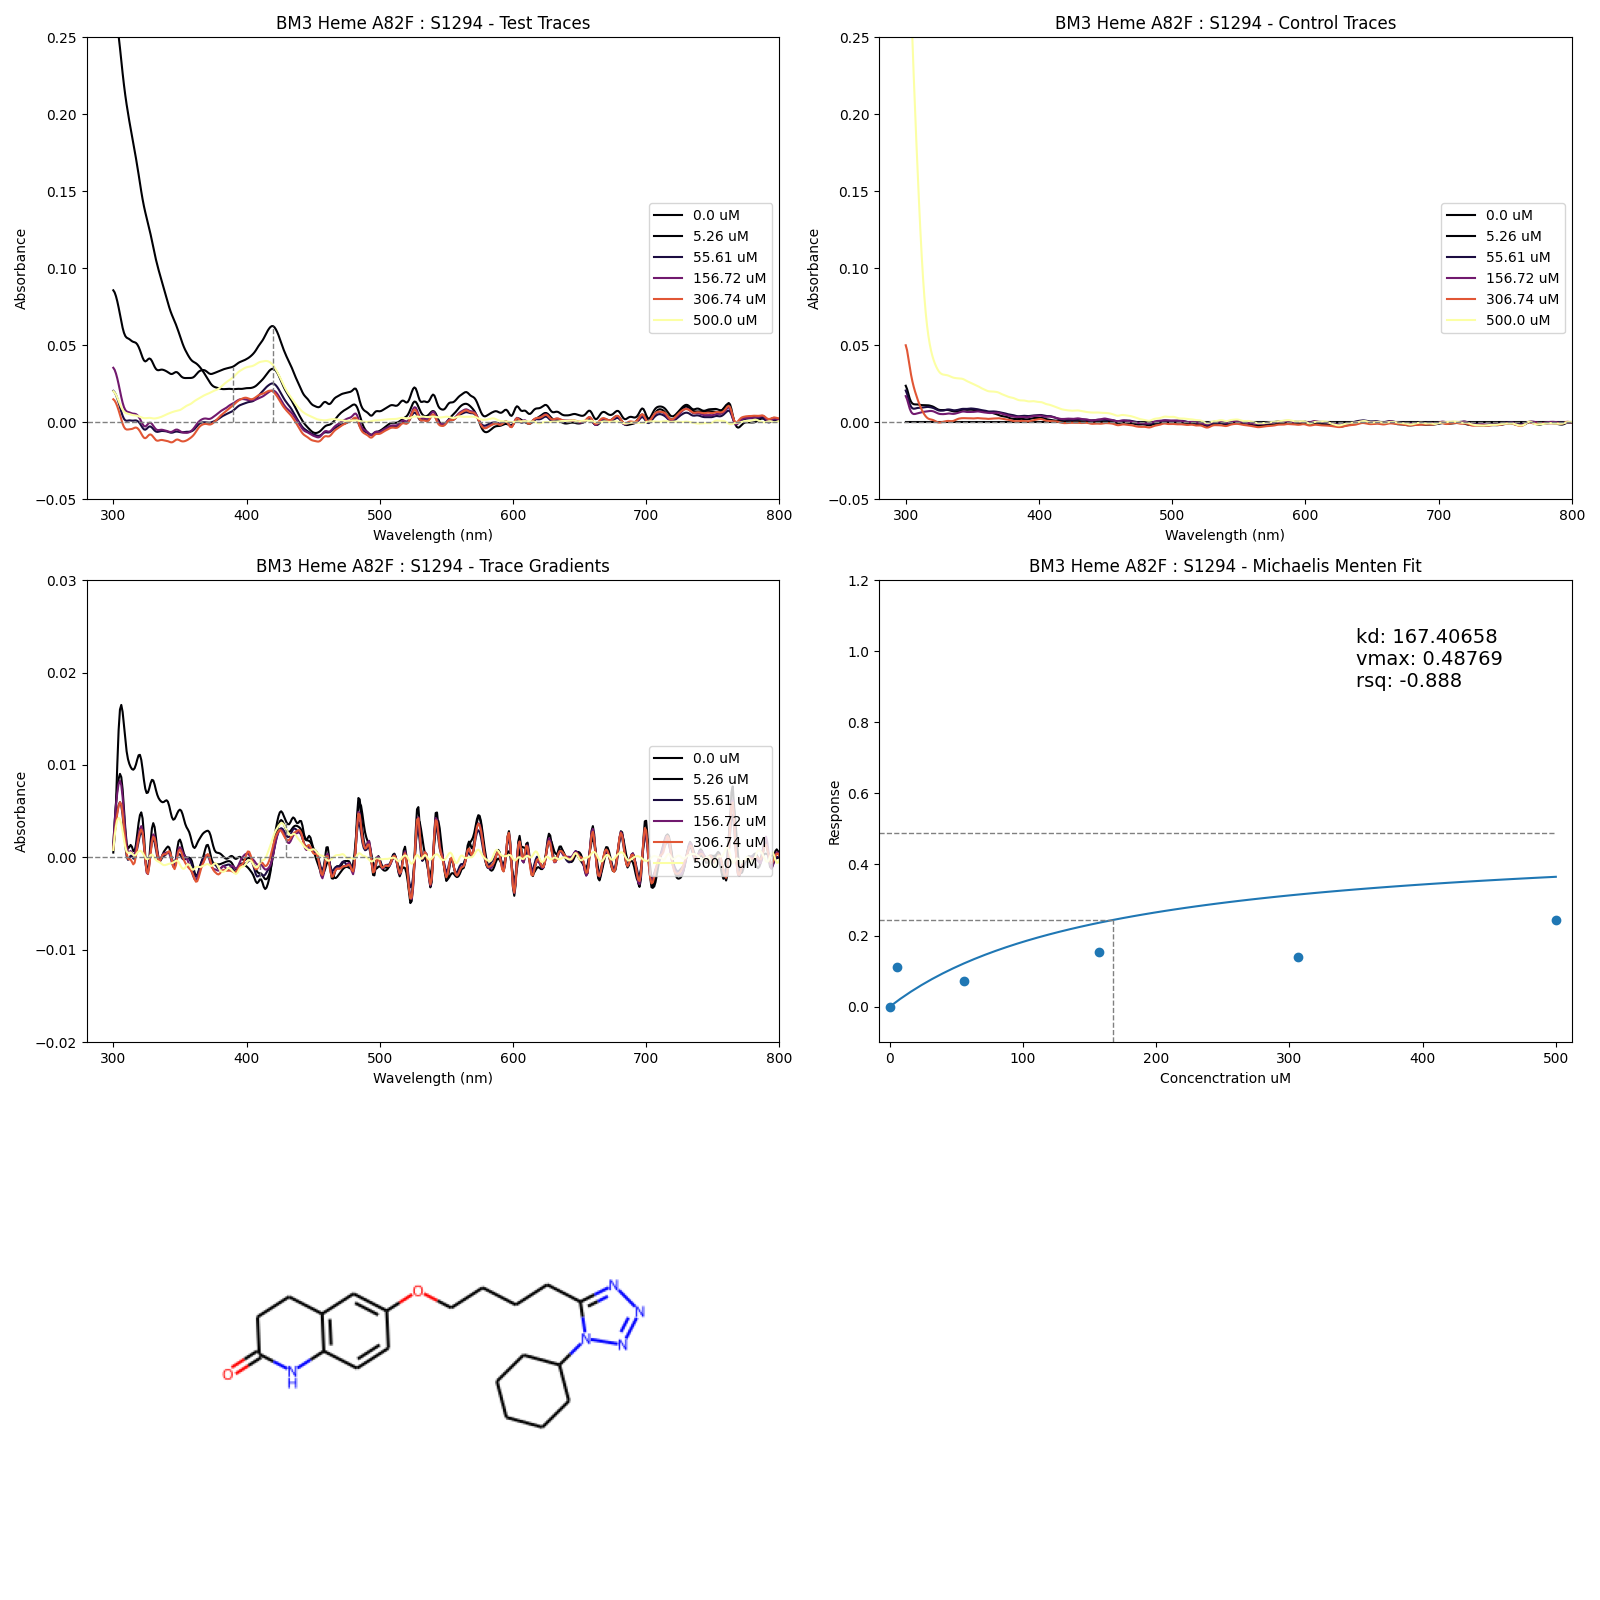 BM3 Heme A82F : S1294 - Test Traces
0.25
0.20
0.15
0.10
0.05
0.00
−0.05
Absorbance
300 400 500 600 700 800
Wavelength (nm)
0.0 uM
5.26 uM
55.61 uM
156.72 uM
306.74 uM
500.0 uM
BM3 Heme A82F : S1294 - Control Traces
0.25
0.20
0.15
0.10
0.05
0.00
−0.05
Absorbance
300 400 500 600 700 800
Wavelength (nm)
0.0 uM
5.26 uM
55.61 uM
156.72 uM
306.74 uM
500.0 uM
BM3 Heme A82F : S1294 - Trace Gradients
0.03
0.02
0.01
0.00
−0.01
−0.02
Absorbance
300 400 500 600 700 800
Wavelength (nm)
0.0 uM
5.26 uM
55.61 uM
156.72 uM
306.74 uM
500.0 uM
BM3 Heme A82F : S1294 - Michaelis Menten Fit
1.2
1.0
0.8
0.6
0.4
0.2
0.0
Response
0 100 200 300 400 500
Concenctration uM
kd: 167.40658
vmax: 0.48769
rsq: -0.888
O
N
N
N
N
O
N
H